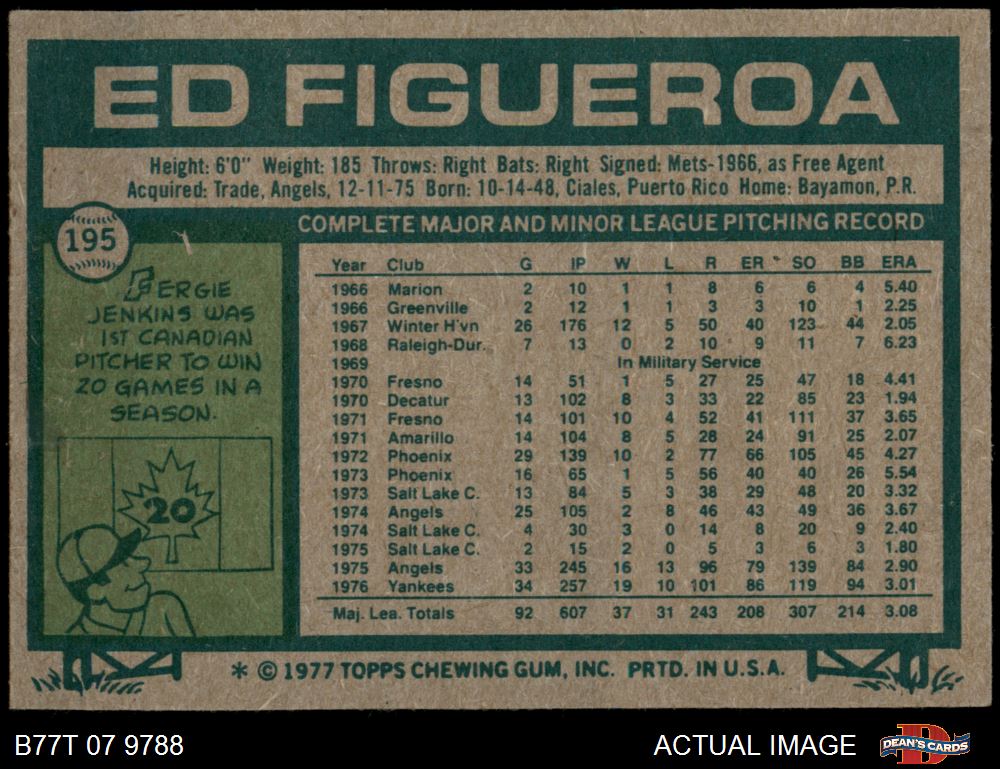 ED FIGUEROA
Height: 6'0" Weight: 185 Throws: Right Bats: Right Signed: Mets-1966, as Free Agent
Acquired: Trade, Angels, 12-11-75 Born: 10-14-48, Ciales, Puerto Rico Home: Bayamon, P.R.
195
FERGIE
JENKINS WAS
1ST CANADIAN
PITCHER TO WIN
20 GAMES IN A
SEASON.
20
COMPLETE MAJOR AND MINOR LEAGUE PITCHING RECORD
Year Club G IP W L R ER SO BB ERA
1966 Marion 2 10 1 1 8 6 6 4 5.40
1966 Greenville 2 12 1 1 3 3 10 1 2.25
1967 Winter H'vn 26 176 12 5 50 40 123 44 2.05
1968 Raleigh-Dur. 7 13 0 2 10 9 11 7 6.23
1969 In Military Service
1970 Fresno 14 51 1 5 27 25 47 18 4.41
1970 Decatur 13 102 8 3 33 22 85 23 1.94
1971 Fresno 14 101 10 4 52 41 111 37 3.65
1971 Amarillo 14 104 8 5 28 24 91 25 2.07
1972 Phoenix 29 139 10 2 77 66 105 45 4.27
1973 Phoenix 16 65 1 5 56 40 40 26 5.54
1973 Salt Lake C. 13 84 5 3 38 29 48 20 3.32
1974 Angels 25 105 2 8 46 43 49 36 3.67
1974 Salt Lake C. 4 30 3 0 14 8 20 9 2.40
1975 Salt Lake C. 2 15 2 0 5 3 6 3 1.80
1975 Angels 33 245 16 13 96 79 139 84 2.90
1976 Yankees 34 257 19 10 101 86 119 94 3.01
Maj. Lea. Totals 92 607 37 31 243 208 307 214 3.08
* © 1977 TOPPS CHEWING GUM, INC. PRTD. IN U.S.A.
B77T 07 9788
ACTUAL IMAGE
DEAN'S CARDS